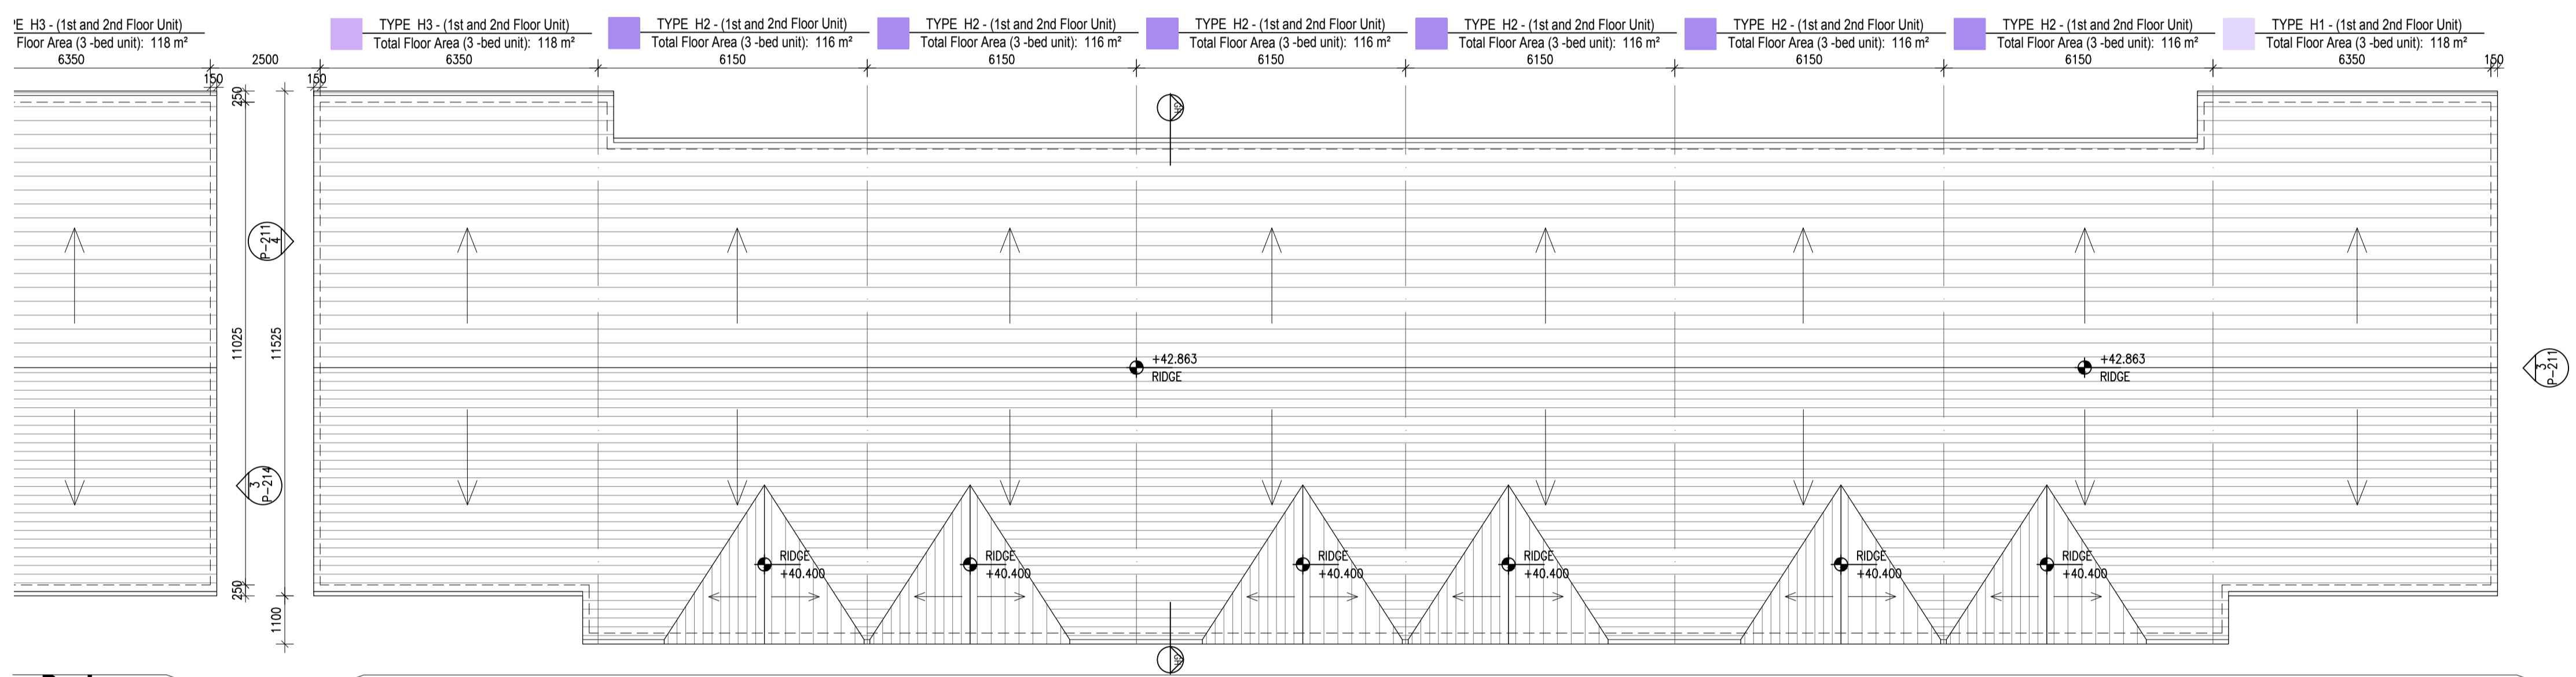 E H3 - (1st and 2nd Floor Unit)
Floor Area (3 -bed unit): 118 m²
TYPE H3 - (1st and 2nd Floor Unit)
Total Floor Area (3 -bed unit): 118 m²
TYPE H2 - (1st and 2nd Floor Unit)
Total Floor Area (3 -bed unit): 116 m²
TYPE H2 - (1st and 2nd Floor Unit)
Total Floor Area (3 -bed unit): 116 m²
TYPE H2 - (1st and 2nd Floor Unit)
Total Floor Area (3 -bed unit): 116 m²
TYPE H2 - (1st and 2nd Floor Unit)
Total Floor Area (3 -bed unit): 116 m²
TYPE H2 - (1st and 2nd Floor Unit)
Total Floor Area (3 -bed unit): 116 m²
TYPE H2 - (1st and 2nd Floor Unit)
Total Floor Area (3 -bed unit): 116 m²
TYPE H1 - (1st and 2nd Floor Unit)
Total Floor Area (3 -bed unit): 118 m²
6350
2500
6350
6150
6150
6150
6150
6150
6150
6350
150
150
150
250
P-211
4
11025
11525
+42.863
RIDGE
+42.863
RIDGE
3
P-211
3
P-214
RIDGE
+40.400
RIDGE
+40.400
RIDGE
+40.400
RIDGE
+40.400
RIDGE
+40.400
RIDGE
+40.400
250
1100